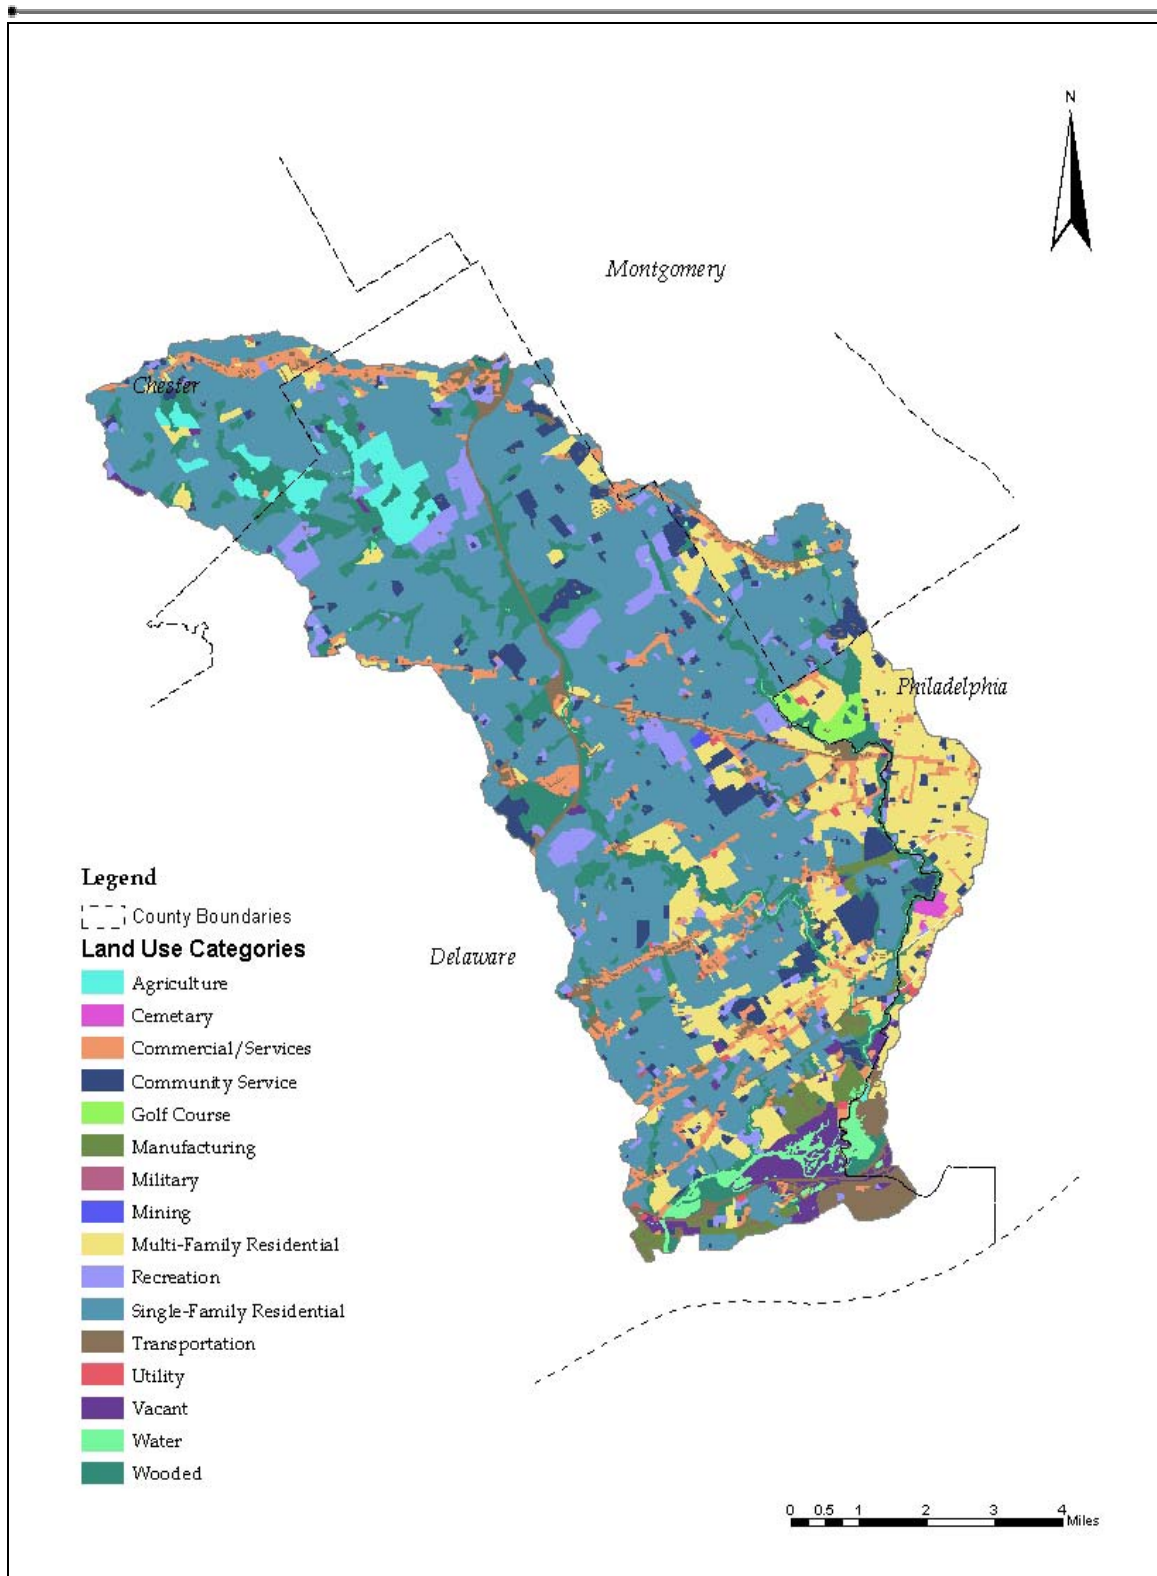 N
Montgomery
Chester
Philadelphia
Delaware
Legend
County Boundaries
Land Use Categories
Agriculture
Cemetary
Commercial/Services
Community Service
Golf Course
Manufacturing
Military
Mining
Multi-Family Residential
Recreation
Single-Family Residential
Transportation
Utility
Vacant
Water
Wooded
0 0.5 1 2 3 4
Miles